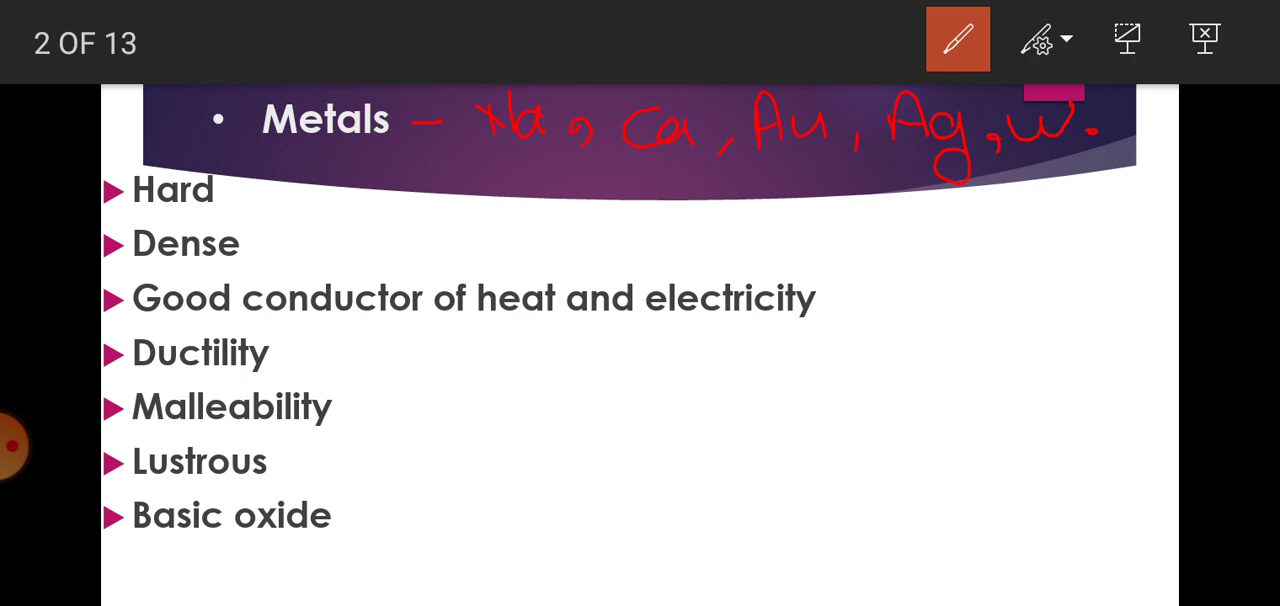 2 OF 13
• Metals – Na, Ca, Au, Ag, W.
Hard
Dense
Good conductor of heat and electricity
Ductility
Malleability
Lustrous
Basic oxide